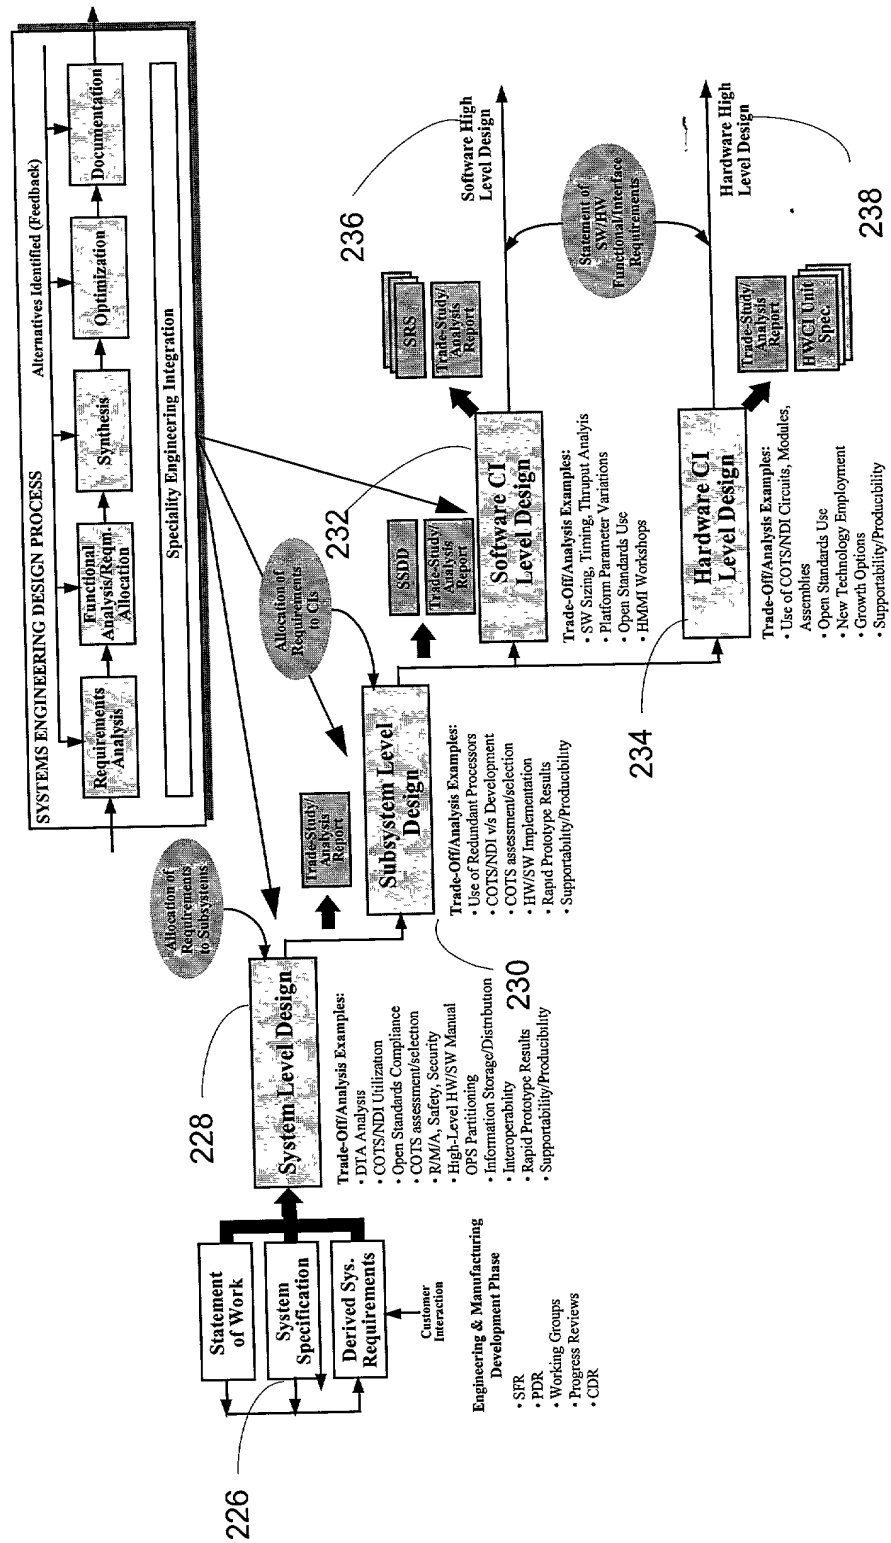 SYSTEMS ENGINEERING DESIGN PROCESS
Alternatives Identified (Feedback)
Requirements
Analysis
Functional
Analysis/Reqm.
Allocation
Synthesis
Optimization
Documentation
Speciality Engineering Integration
226
Statement
of Work
System
Specification
Derived Sys.
Requirements
Customer
Interaction
Engineering & Manufacturing
Development Phase
• SFR
• PDR
• Working Groups
• Progress Reviews
• CDR
228
Allocation of
Requirements
to Subsystems
System Level Design
Trade-Off/Analysis Examples:
• DTA Analysis
• COTS/NDI Utilization
• Open Standards Compliance
• COTS assessment/selection
• R/M/A, Safety, Security
• High-Level HW/SW Manual
OPS Partitioning
• Information Storage/Distribution
• Interoperability
• Rapid Prototype Results
• Supportability/Producibility
Trade-Study/
Analysis
Report
Allocation of
Requirements
to CIs
230
Subsystem Level
Design
Trade-Off/Analysis Examples:
• Use of Redundant Processors
• COTS/NDI v/s Development
• COTS assessment/selection
• HW/SW Implementation
• Rapid Prototype Results
• Supportability/Producibility
SSDD
Trade-Study/
Analysis
Report
232
Software CI
Level Design
Trade-Off/Analysis Examples:
• SW Sizing, Timing, Thruput Analyis
• Platform Parameter Variations
• Open Standards Use
• HMMI Workshops
SRS
Trade-Study/
Analysis
Report
236
Software High
Level Design
Statement of
SW/HW
Functional/Interface
Requirements
234
Hardware CI
Level Design
Trade-Off/Analysis Examples:
• Use of COTS/NDI Circuits, Modules,
Assemblies
• Open Standards Use
• New Technology Employment
• Growth Options
• Supportability/Producibility
Trade-Study/
Analysis
Report
HWCI Unit
Spec.
Hardware High
Level Design
238